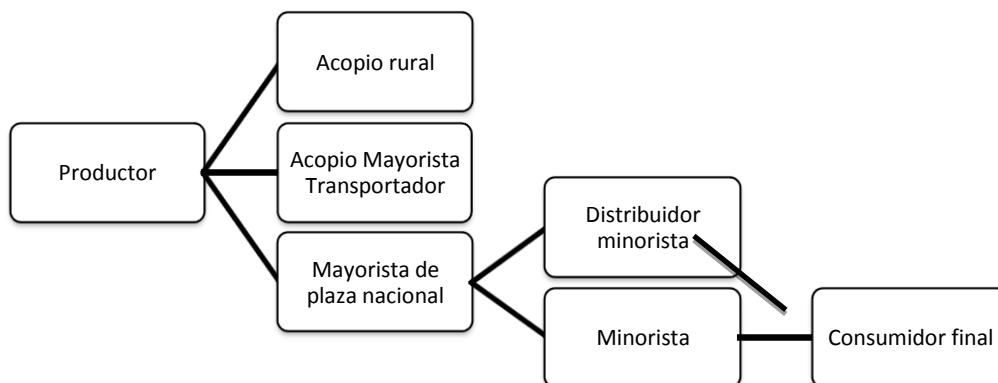 Acopio rural
Productor
Acopio Mayorista
Transportador
Mayorista de
plaza nacional
Distribuidor
minorista
Minorista
Consumidor final